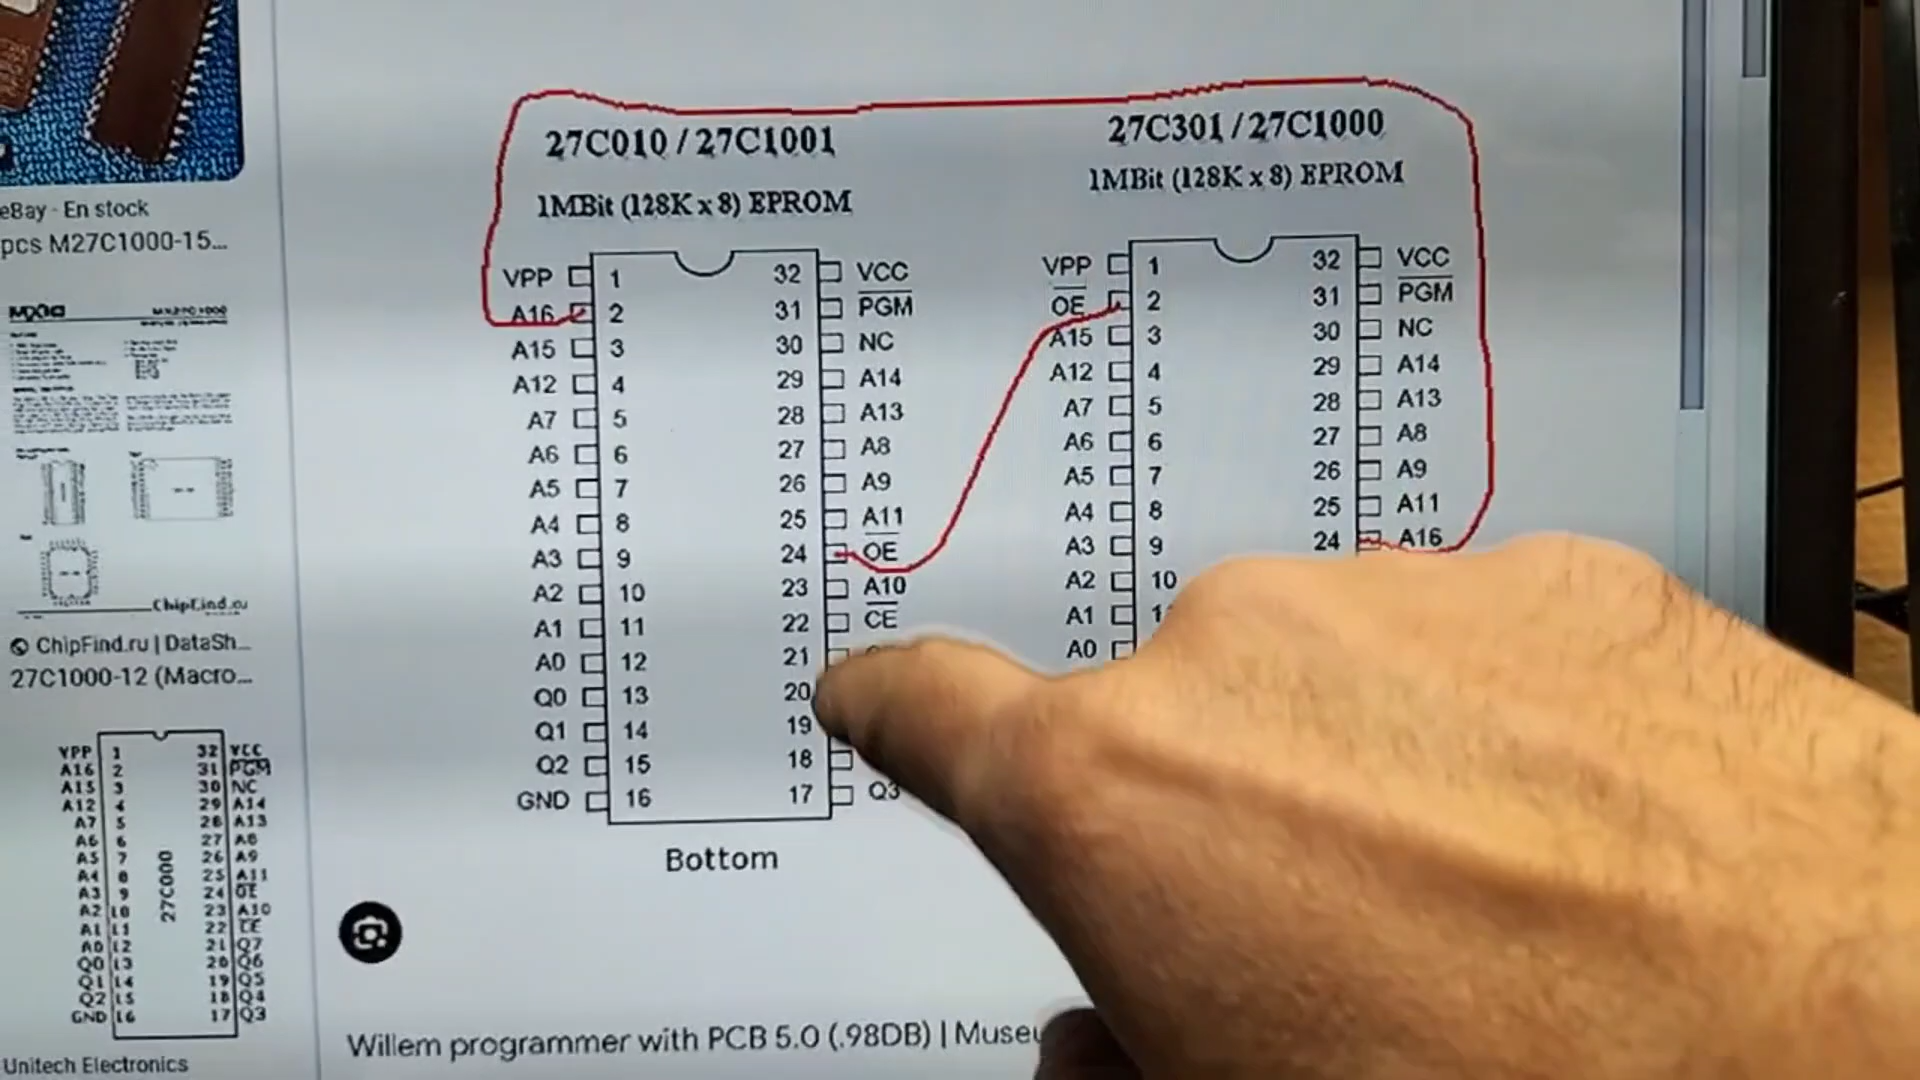 eBay - En stock
pcs M27C1000-15...
ChipFind.ru
ChipFind.ru | DataSh...
27C1000-12 (Macro...
VPP 1 32 VCC
A16 2 31 PGM
A15 3 30 NC
A12 4 29 A14
A7 5 28 A13
A6 6 27 A8
A5 7 26 A9
A4 8 25 A11
A3 9 24 OE
A2 10 23 A10
A1 11 22 CE
A0 12 21 Q7
Q0 13 20 Q6
Q1 14 19 Q5
Q2 15 18 Q4
GND 16 17 Q3
27C000
Unitech Electronics
27C010 / 27C1001
1MBit (128K x 8) EPROM
VPP 1 32 VCC
A16 2 31 PGM
A15 3 30 NC
A12 4 29 A14
A7 5 28 A13
A6 6 27 A8
A5 7 26 A9
A4 8 25 A11
A3 9 24 OE
A2 10 23 A10
A1 11 22 CE
A0 12 21
Q0 13 20
Q1 14 19
Q2 15 18
GND 16 17 Q3
Bottom
27C301 / 27C1000
1MBit (128K x 8) EPROM
VPP 1 32 VCC
OE 2 31 PGM
A15 3 30 NC
A12 4 29 A14
A7 5 28 A13
A6 6 27 A8
A5 7 26 A9
A4 8 25 A11
A3 9 24 A16
A2 10
A1
A0
Willem programmer with PCB 5.0 (.98DB) | Museu